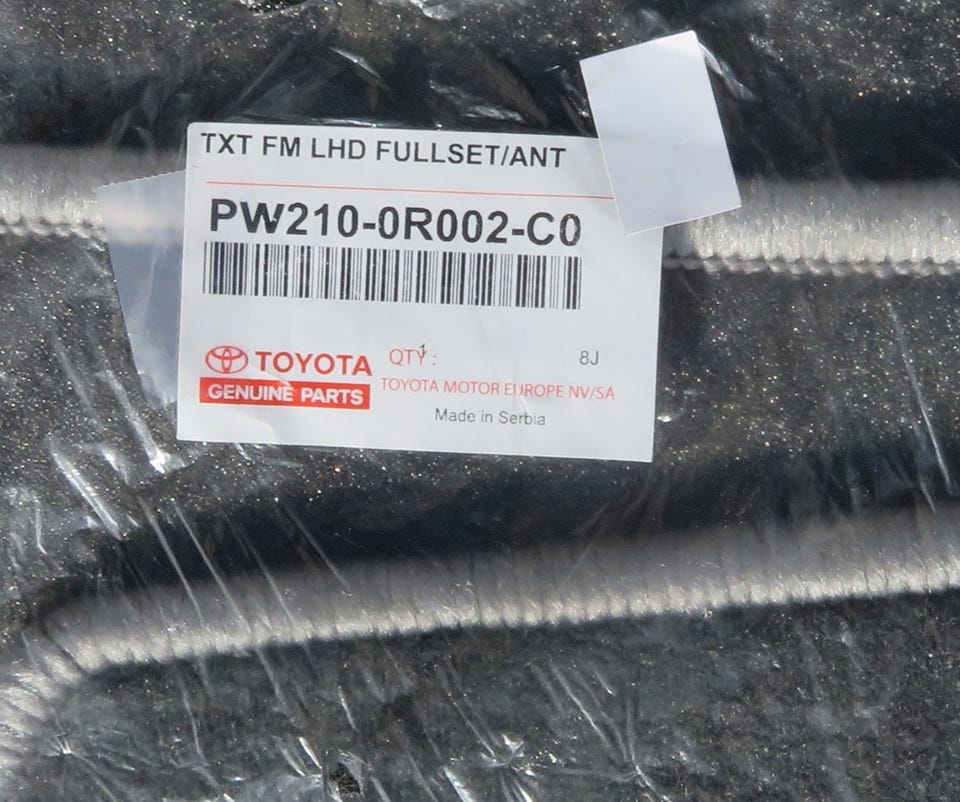 TXT FM LHD FULLSET/ANT
PW210-0R002-C0
TOYOTA
GENUINE PARTS
QTY : 1
8J
TOYOTA MOTOR EUROPE NV/SA
Made in Serbia